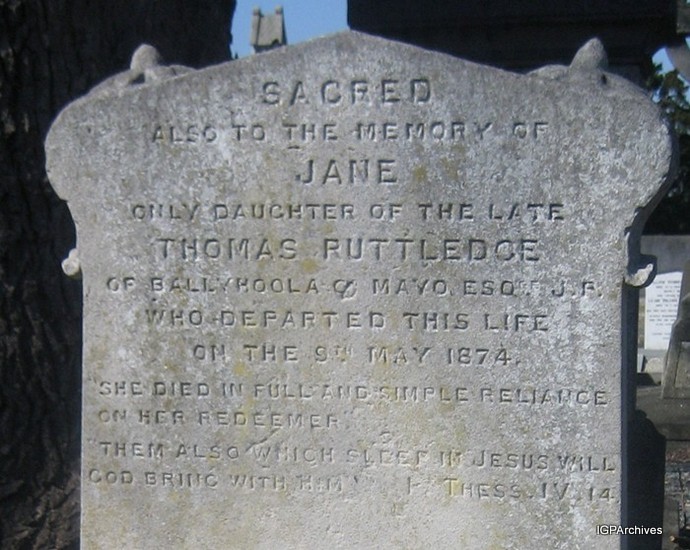 SACRED
ALSO TO THE MEMORY OF
JANE
ONLY DAUGHTER OF THE LATE
THOMAS RUTTLEDGE
OF BALLYHOOLA Co MAYO, ESQRE J.P.
WHO DEPARTED THIS LIFE
ON THE 9TH MAY 1874.
"SHE DIED IN FULL AND SIMPLE RELIANCE
ON HER REDEEMER."
"THEM ALSO WHICH SLEEP IN JESUS WILL
GOD BRING WITH HIM" I. THESS. IV. 14.
IGPArchives